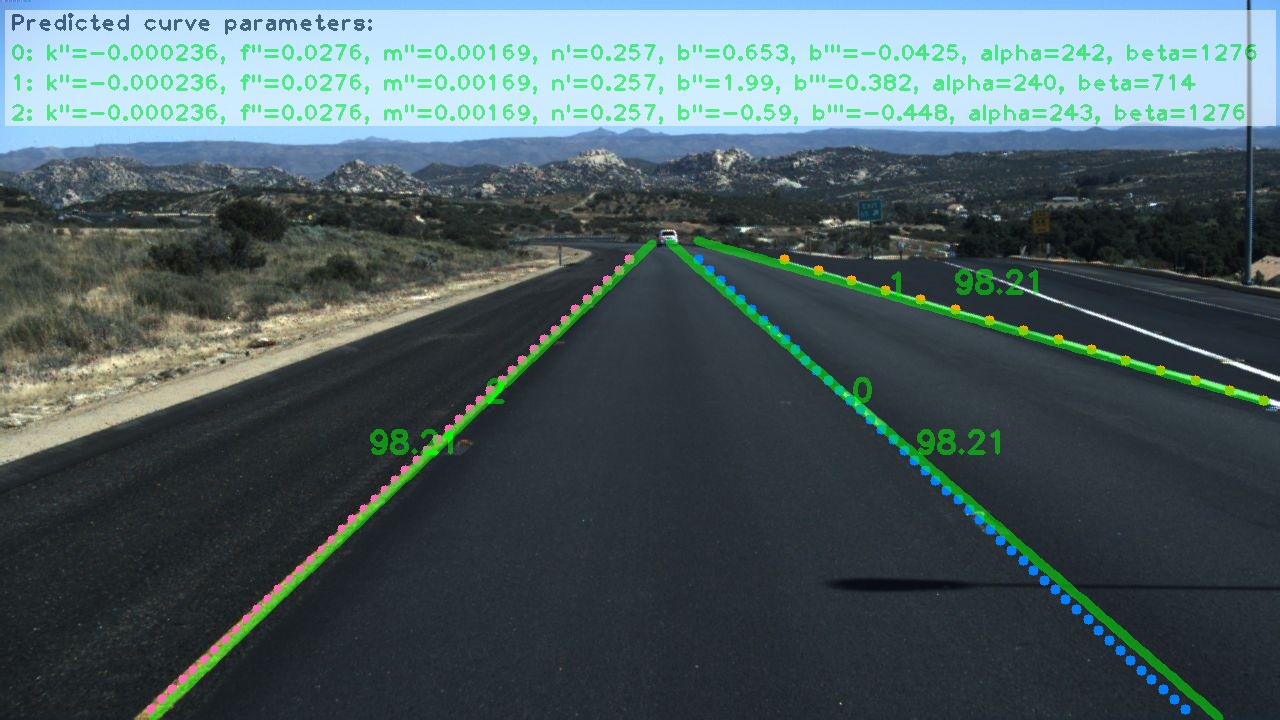 Predicted curve parameters:
0: k''=-0.000236, f''=0.0276, m''=0.00169, n'=0.257, b''=0.653, b'''=-0.0425, alpha=242, beta=1276
1: k''=-0.000236, f''=0.0276, m''=0.00169, n'=0.257, b''=1.99, b'''=0.382, alpha=240, beta=714
2: k''=-0.000236, f''=0.0276, m''=0.00169, n'=0.257, b''=-0.59, b'''=-0.448, alpha=243, beta=1276
EXIT
1 98.21
2 0
98.21 98.21